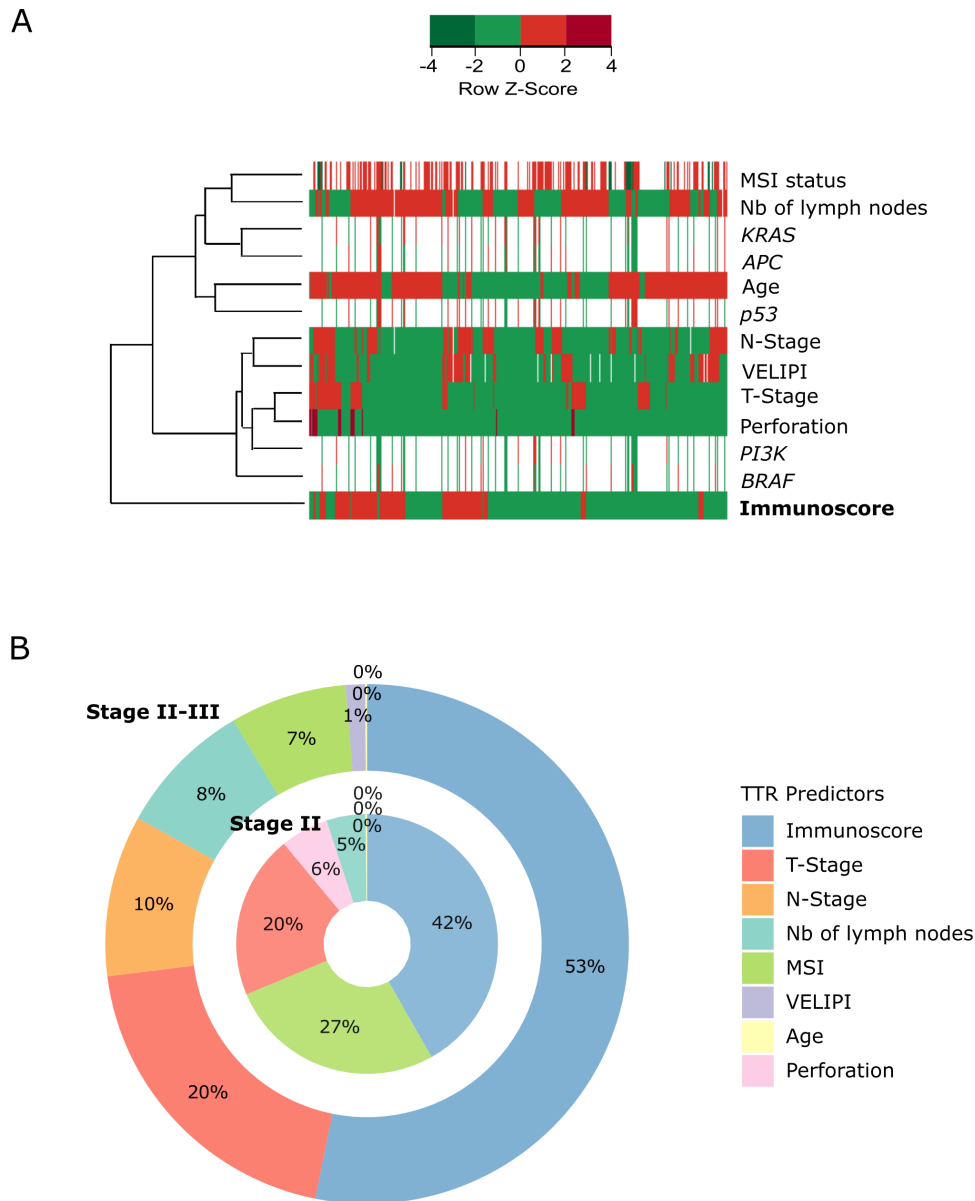 A
-4 -2 0 2 4
Row Z-Score
MSI status
Nb of lymph nodes
KRAS
APC
Age
p53
N-Stage
VELIPI
T-Stage
Perforation
PI3K
BRAF
Immunoscore
B
0%
0%
1%
Stage II-III
7%
8%
10%
20%
53%
0%
0%
0%
Stage II
5%
6%
20%
27%
42%
TTR Predictors
Immunoscore
T-Stage
N-Stage
Nb of lymph nodes
MSI
VELIPI
Age
Perforation